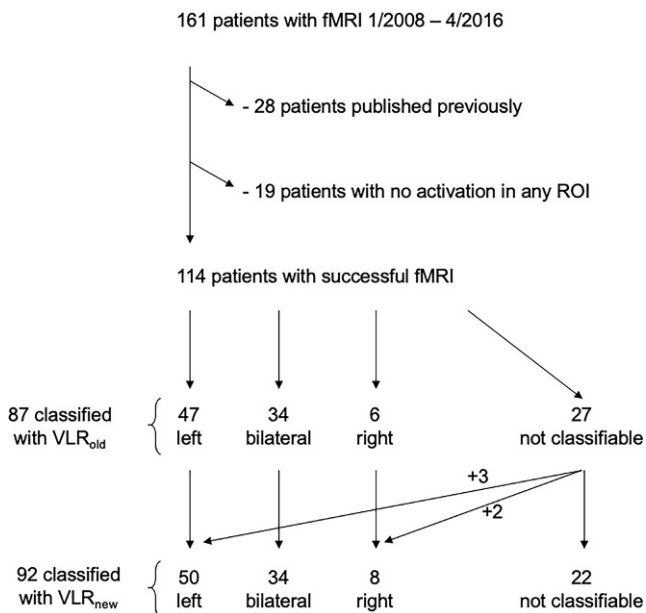 161 patients with fMRI 1/2008 – 4/2016
- 28 patients published previously
- 19 patients with no activation in any ROI
114 patients with successful fMRI
87 classified
with VLRold
47
left
34
bilateral
6
right
27
not classifiable
+3
+2
92 classified
with VLRnew
50
left
34
bilateral
8
right
22
not classifiable